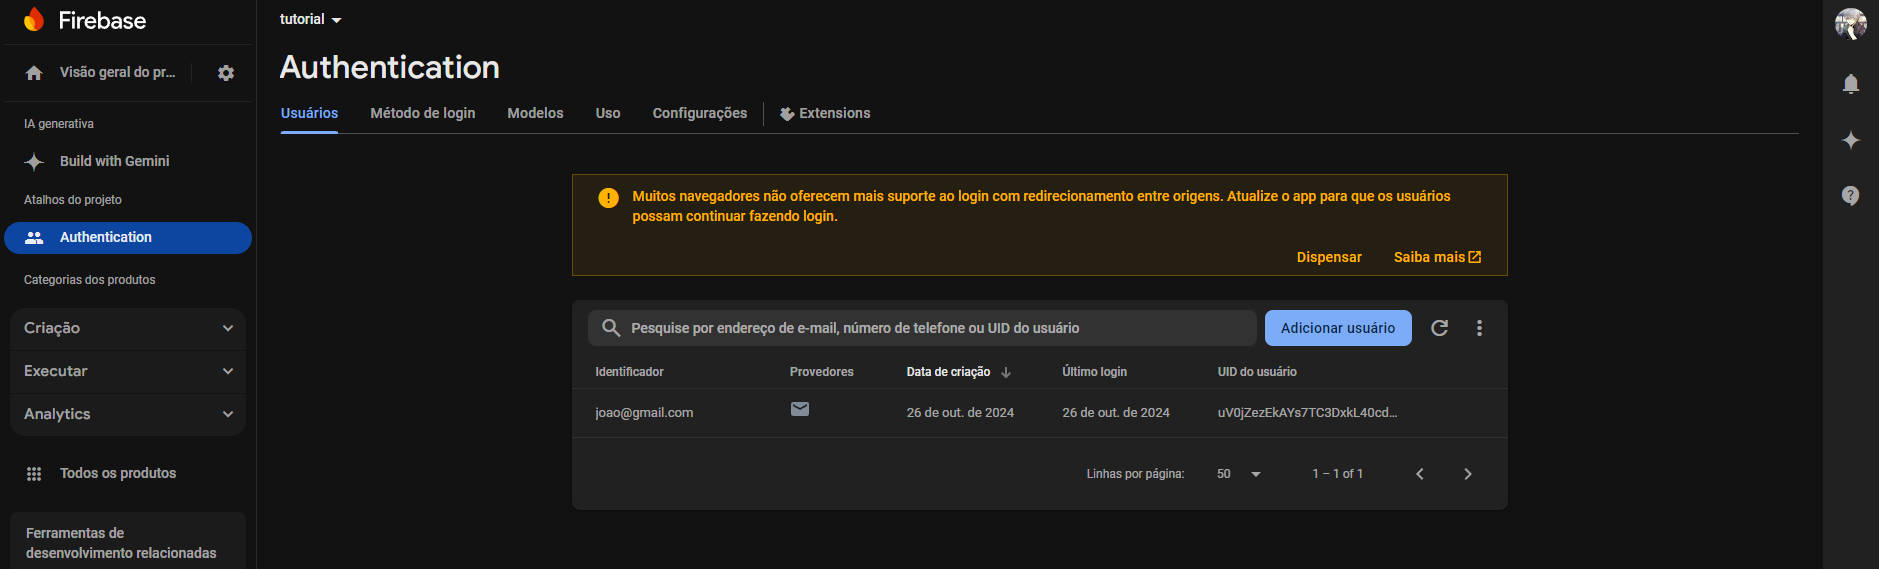 Firebase
Visão geral do pr...
IA generativa
Build with Gemini
Atalhos do projeto
Authentication
Categorias dos produtos
Criação
Executar
Analytics
Todos os produtos
Ferramentas de
desenvolvimento relacionadas
tutorial
Authentication
Usuários Método de login Modelos Uso Configurações Extensions
Muitos navegadores não oferecem mais suporte ao login com redirecionamento entre origens. Atualize o app para que os usuários
possam continuar fazendo login.
Dispensar Saiba mais
Pesquise por endereço de e-mail, número de telefone ou UID do usuário Adicionar usuário
Identificador Provedores Data de criação Último login UID do usuário
joao@gmail.com 26 de out. de 2024 26 de out. de 2024 uV0jZezEkAYs7TC3DxkL40cd...
Linhas por página: 50 1 – 1 of 1